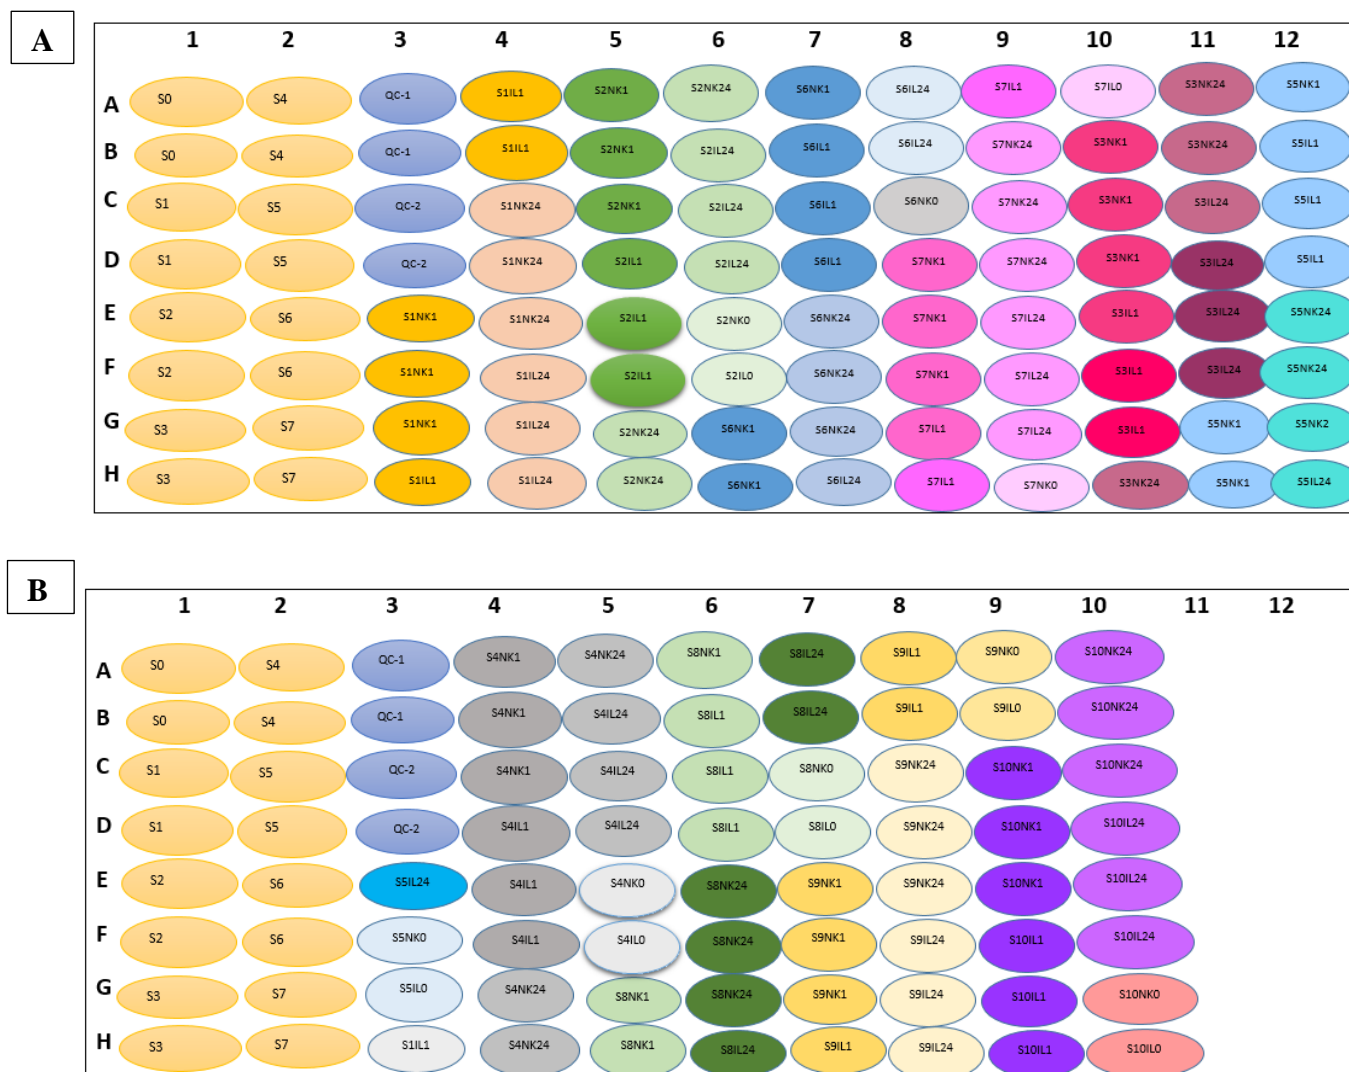 A
1 2 3 4 5 6 7 8 9 10 11 12
A S0 S4 QC-1 S1IL1 S2NK1 S2NK24 S6NK1 S6IL24 S7IL1 S7IL0 S3NK24 S5NK1
B S0 S4 QC-1 S1IL1 S2NK1 S2IL24 S6IL1 S6IL24 S7NK24 S3NK1 S3NK24 S5IL1
C S1 S5 QC-2 S1NK24 S2NK1 S2IL24 S6IL1 S6NK0 S7NK24 S3NK1 S3IL24 S5IL1
D S1 S5 QC-2 S1NK24 S2IL1 S2IL24 S6IL1 S7NK1 S7NK24 S3NK1 S3IL24 S5IL1
E S2 S6 S1NK1 S1NK24 S2IL1 S2NK0 S6NK24 S7NK1 S7IL24 S3IL1 S3IL24 S5NK24
F S2 S6 S1NK1 S1IL24 S2IL1 S2IL0 S6NK24 S7NK1 S7IL24 S3IL1 S3IL24 S5NK24
G S3 S7 S1NK1 S1IL24 S2NK24 S6NK1 S6NK24 S7IL1 S7IL24 S3IL1 S5NK1 S5NK2
H S3 S7 S1IL1 S1IL24 S2NK24 S6NK1 S6IL24 S7IL1 S7NK0 S3NK24 S5NK1 S5IL24
B
1 2 3 4 5 6 7 8 9 10 11 12
A S0 S4 QC-1 S4NK1 S4NK24 S8NK1 S8IL24 S9IL1 S9NK0 S10NK24
B S0 S4 QC-1 S4NK1 S4IL24 S8IL1 S8IL24 S9IL1 S9IL0 S10NK24
C S1 S5 QC-2 S4NK1 S4IL24 S8IL1 S8NK0 S9NK24 S10NK1 S10NK24
D S1 S5 QC-2 S4IL1 S4IL24 S8IL1 S8IL0 S9NK24 S10NK1 S10IL24
E S2 S6 S5IL24 S4IL1 S4NK0 S8NK24 S9NK1 S9NK24 S10NK1 S10IL24
F S2 S6 S5NK0 S4IL1 S4IL0 S8NK24 S9NK1 S9IL24 S10IL1 S10IL24
G S3 S7 S5IL0 S4NK24 S8NK1 S8NK24 S9NK1 S9IL24 S10IL1 S10NK0
H S3 S7 S1IL1 S4NK24 S8NK1 S8IL24 S9IL1 S9IL24 S10IL1 S10IL0